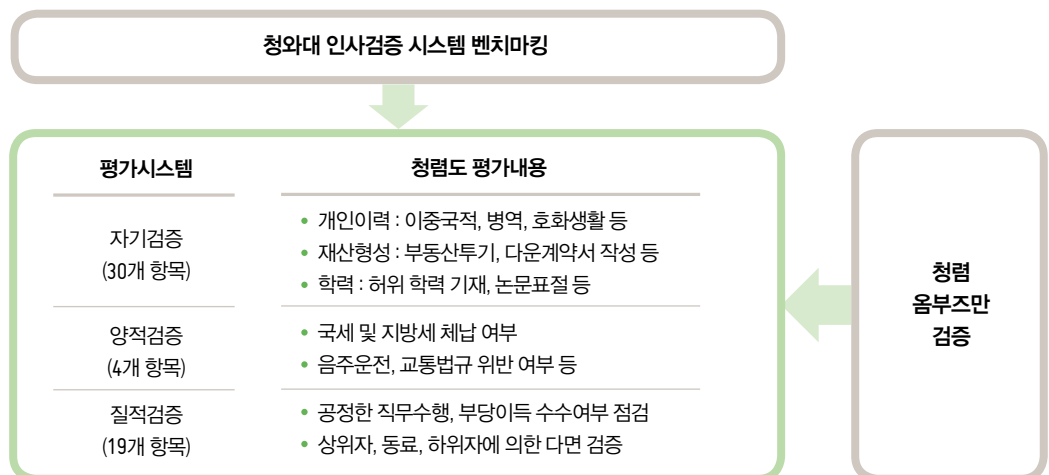 청와대 인사검증 시스템 벤치마킹
평가시스템
청렴도 평가내용
자기검증
(30개 항목)
• 개인이력 : 이중국적, 병역, 호화생활 등
• 재산형성 : 부동산투기, 다운계약서 작성 등
• 학력 : 허위 학력 기재, 논문표절 등
양적검증
(4개 항목)
• 국세 및 지방세 체납 여부
• 음주운전, 교통법규 위반 여부 등
질적검증
(19개 항목)
• 공정한 직무수행, 부당이득 수수여부 점검
• 상위자, 동료, 하위자에 의한 다면 검증
청렴
옴부즈만
검증